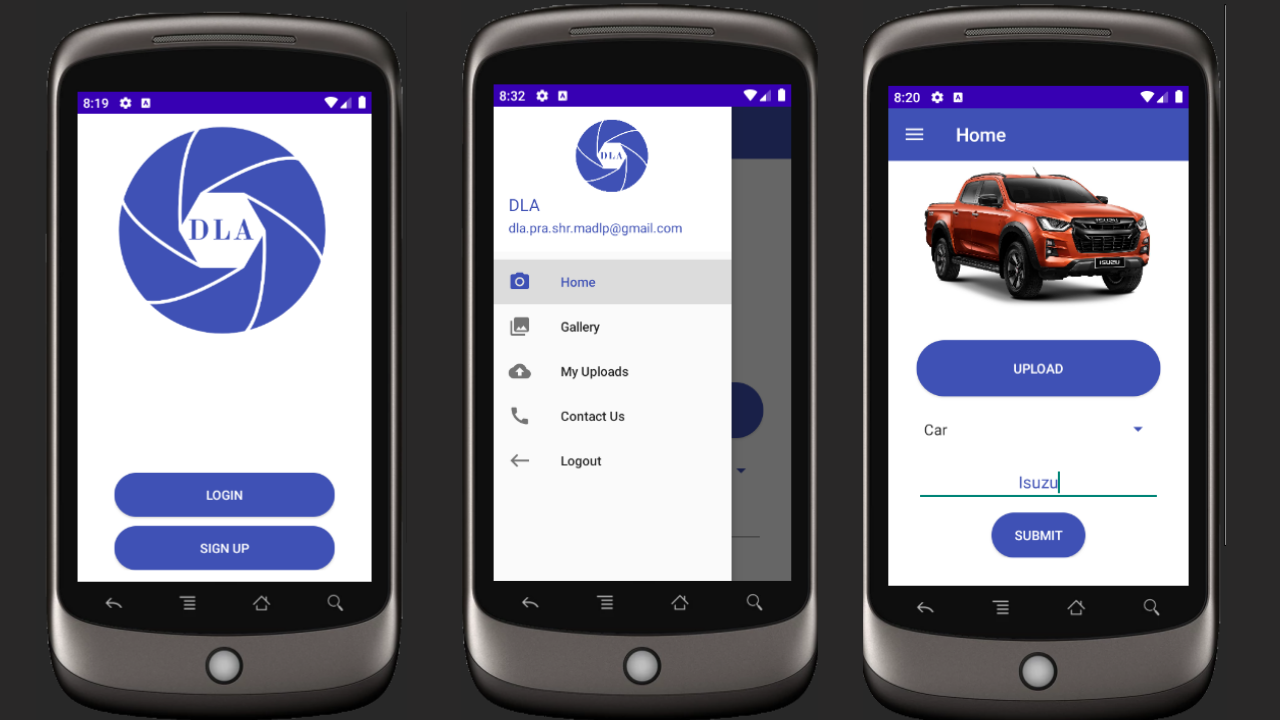 8:19
DLA
LOGIN
SIGN UP
8:32
DLA
DLA
dla.pra.shr.madlp@gmail.com
Home
Gallery
My Uploads
Contact Us
Logout
8:20
Home
ISUZU
ISUZU
UPLOAD
Car
Isuzu
SUBMIT